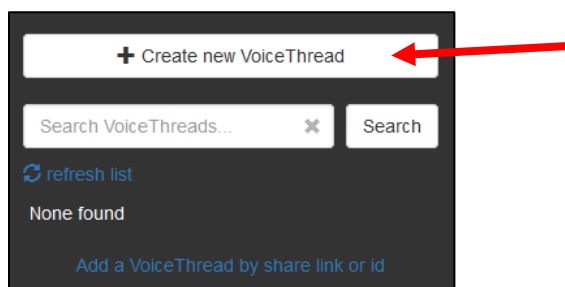 Create new VoiceThread
Search VoiceThreads... Search
refresh list
None found
Add a VoiceThread by share link or id